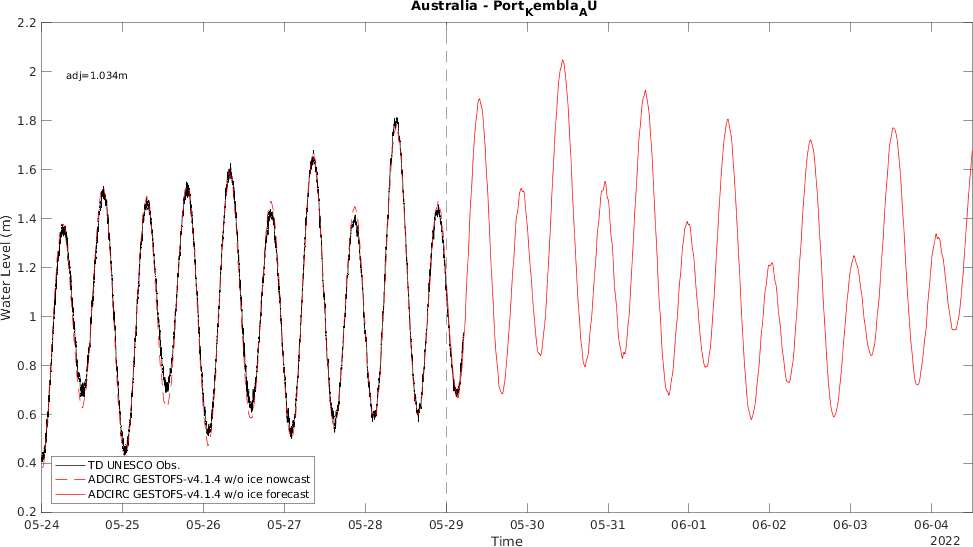 Australia - Port_Kembla_AU
2.2
2
adj=1.034m
1.8
1.6
1.4
1.2
1
0.8
0.6
0.4
0.2
Water Level (m)
TD UNESCO Obs.
ADCIRC GESTOFS-v4.1.4 w/o ice nowcast
ADCIRC GESTOFS-v4.1.4 w/o ice forecast
05-24 05-25 05-26 05-27 05-28 05-29 05-30 05-31 06-01 06-02 06-03 06-04
Time 2022